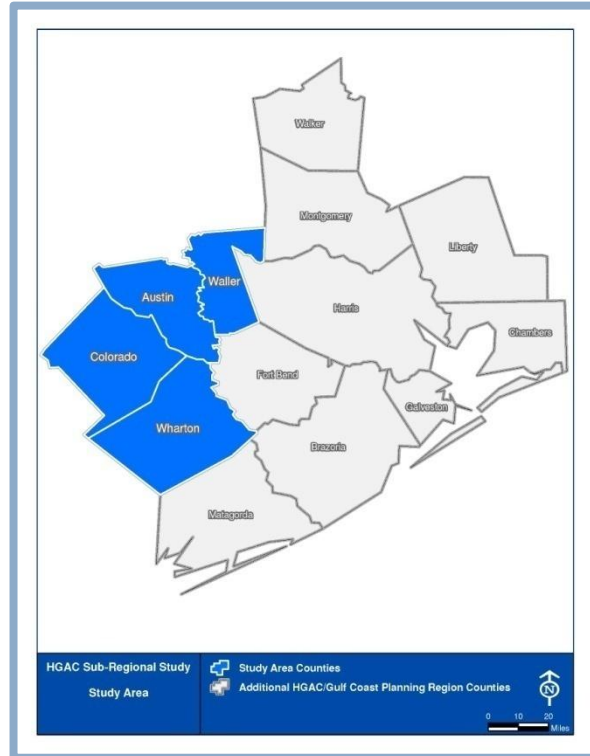 Walker
Montgomery
Liberty
Waller
Austin
Harris
Chambers
Colorado
Fort Bend
Galveston
Wharton
Brazoria
Matagorda
HGAC Sub-Regional Study
Study Area
Study Area Counties
Additional HGAC/Gulf Coast Planning Region Counties
N
0 10 20
Miles